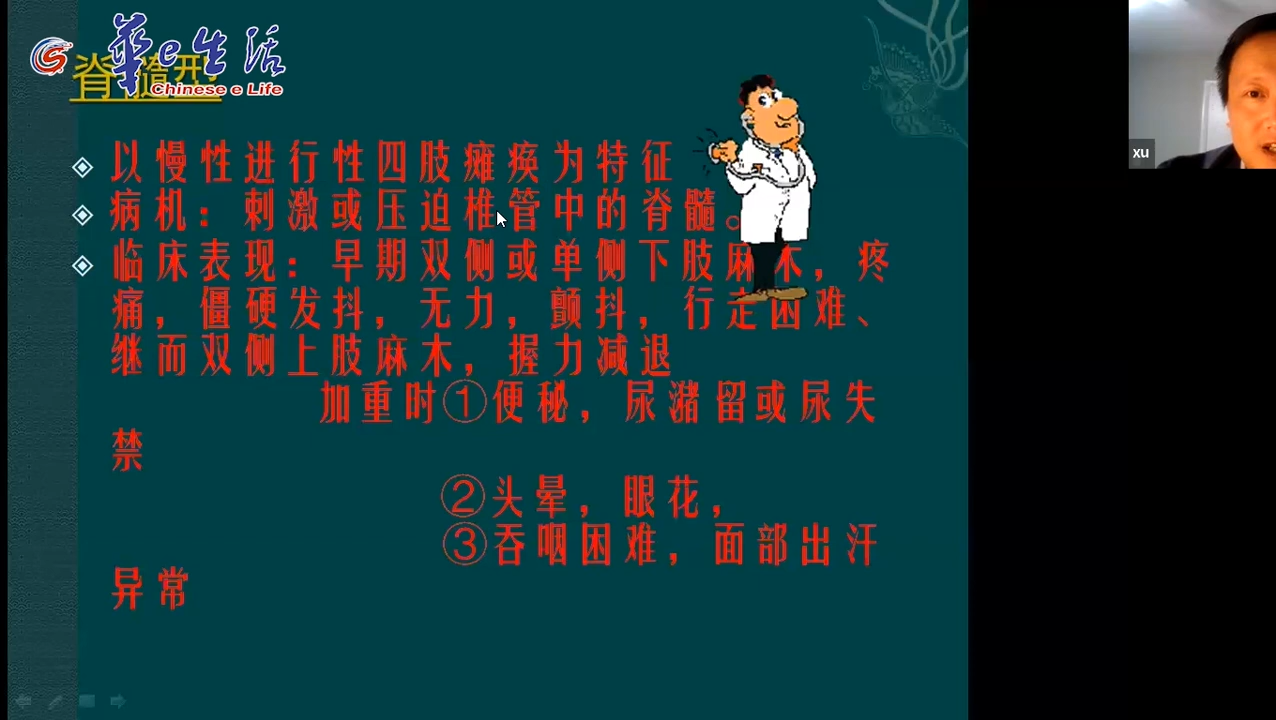 華e生活
Chinese e Life
脊髓型
以慢性进行性四肢瘫痪为特征
病机：刺激或压迫椎管中的脊髓。
临床表现：早期双侧或单侧下肢麻木，疼
痛，僵硬发抖，无力，颤抖，行走困难、
继而双侧上肢麻木，握力减退
加重时①便秘，尿潴留或尿失
禁
②头晕，眼花，
③吞咽困难，面部出汗
异常
xu